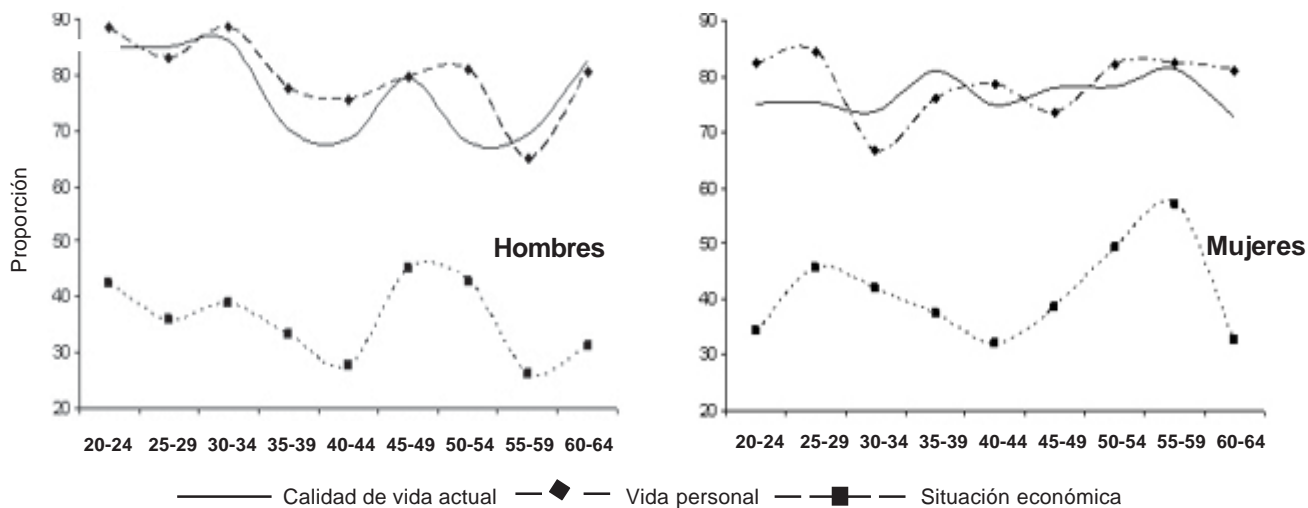 90
80
70
60
50
40
30
20
Proporción
Hombres
20-24 25-29 30-34 35-39 40-44 45-49 50-54 55-59 60-64
90
80
70
60
50
40
30
20
Mujeres
20-24 25-29 30-34 35-39 40-44 45-49 50-54 55-59 60-64
Calidad de vida actual Vida personal Situación económica